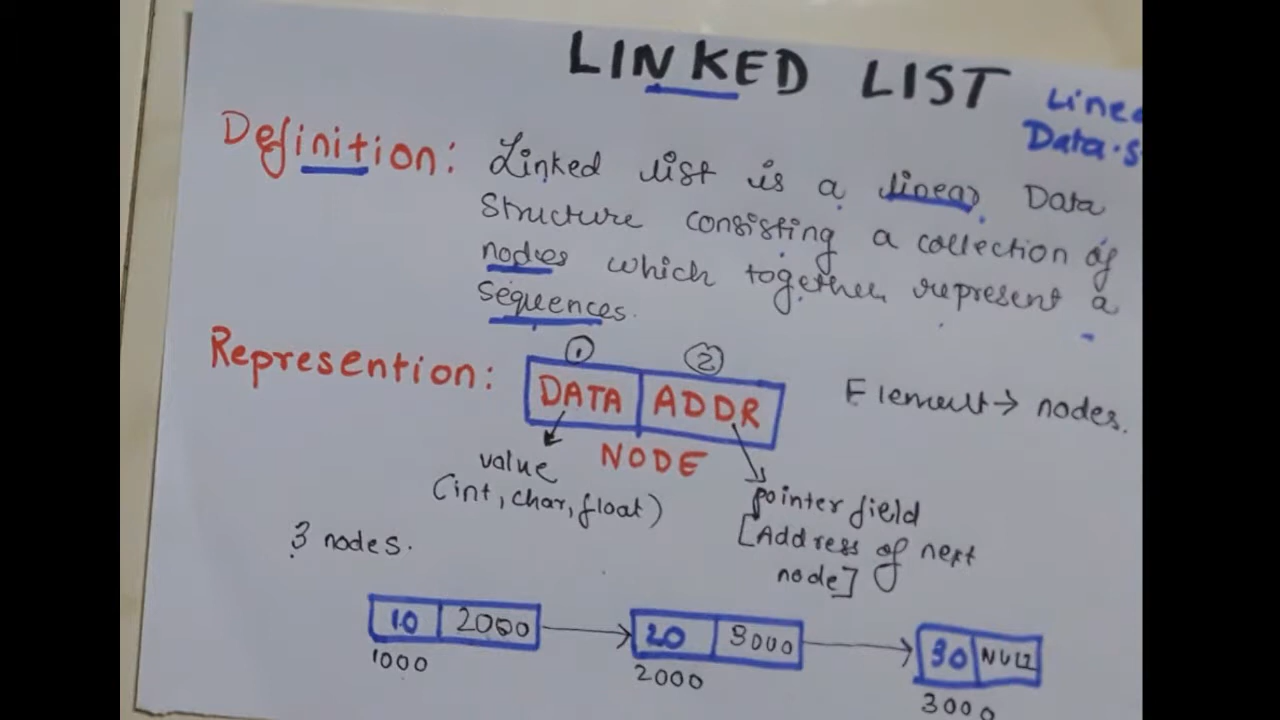 LINKED LIST
Linea
Data.S
Definition: Linked list is a linear Data
Structure consisting a collection of
nodes which together represent a
sequences.
Represention:
1 2
DATA ADDR
NODE
Element → nodes.
value
(int, char, float)
pointer field
[Address of next
node]
3 nodes.
10 2000 → 20 3000 → 30 NULL
1000 2000 3000